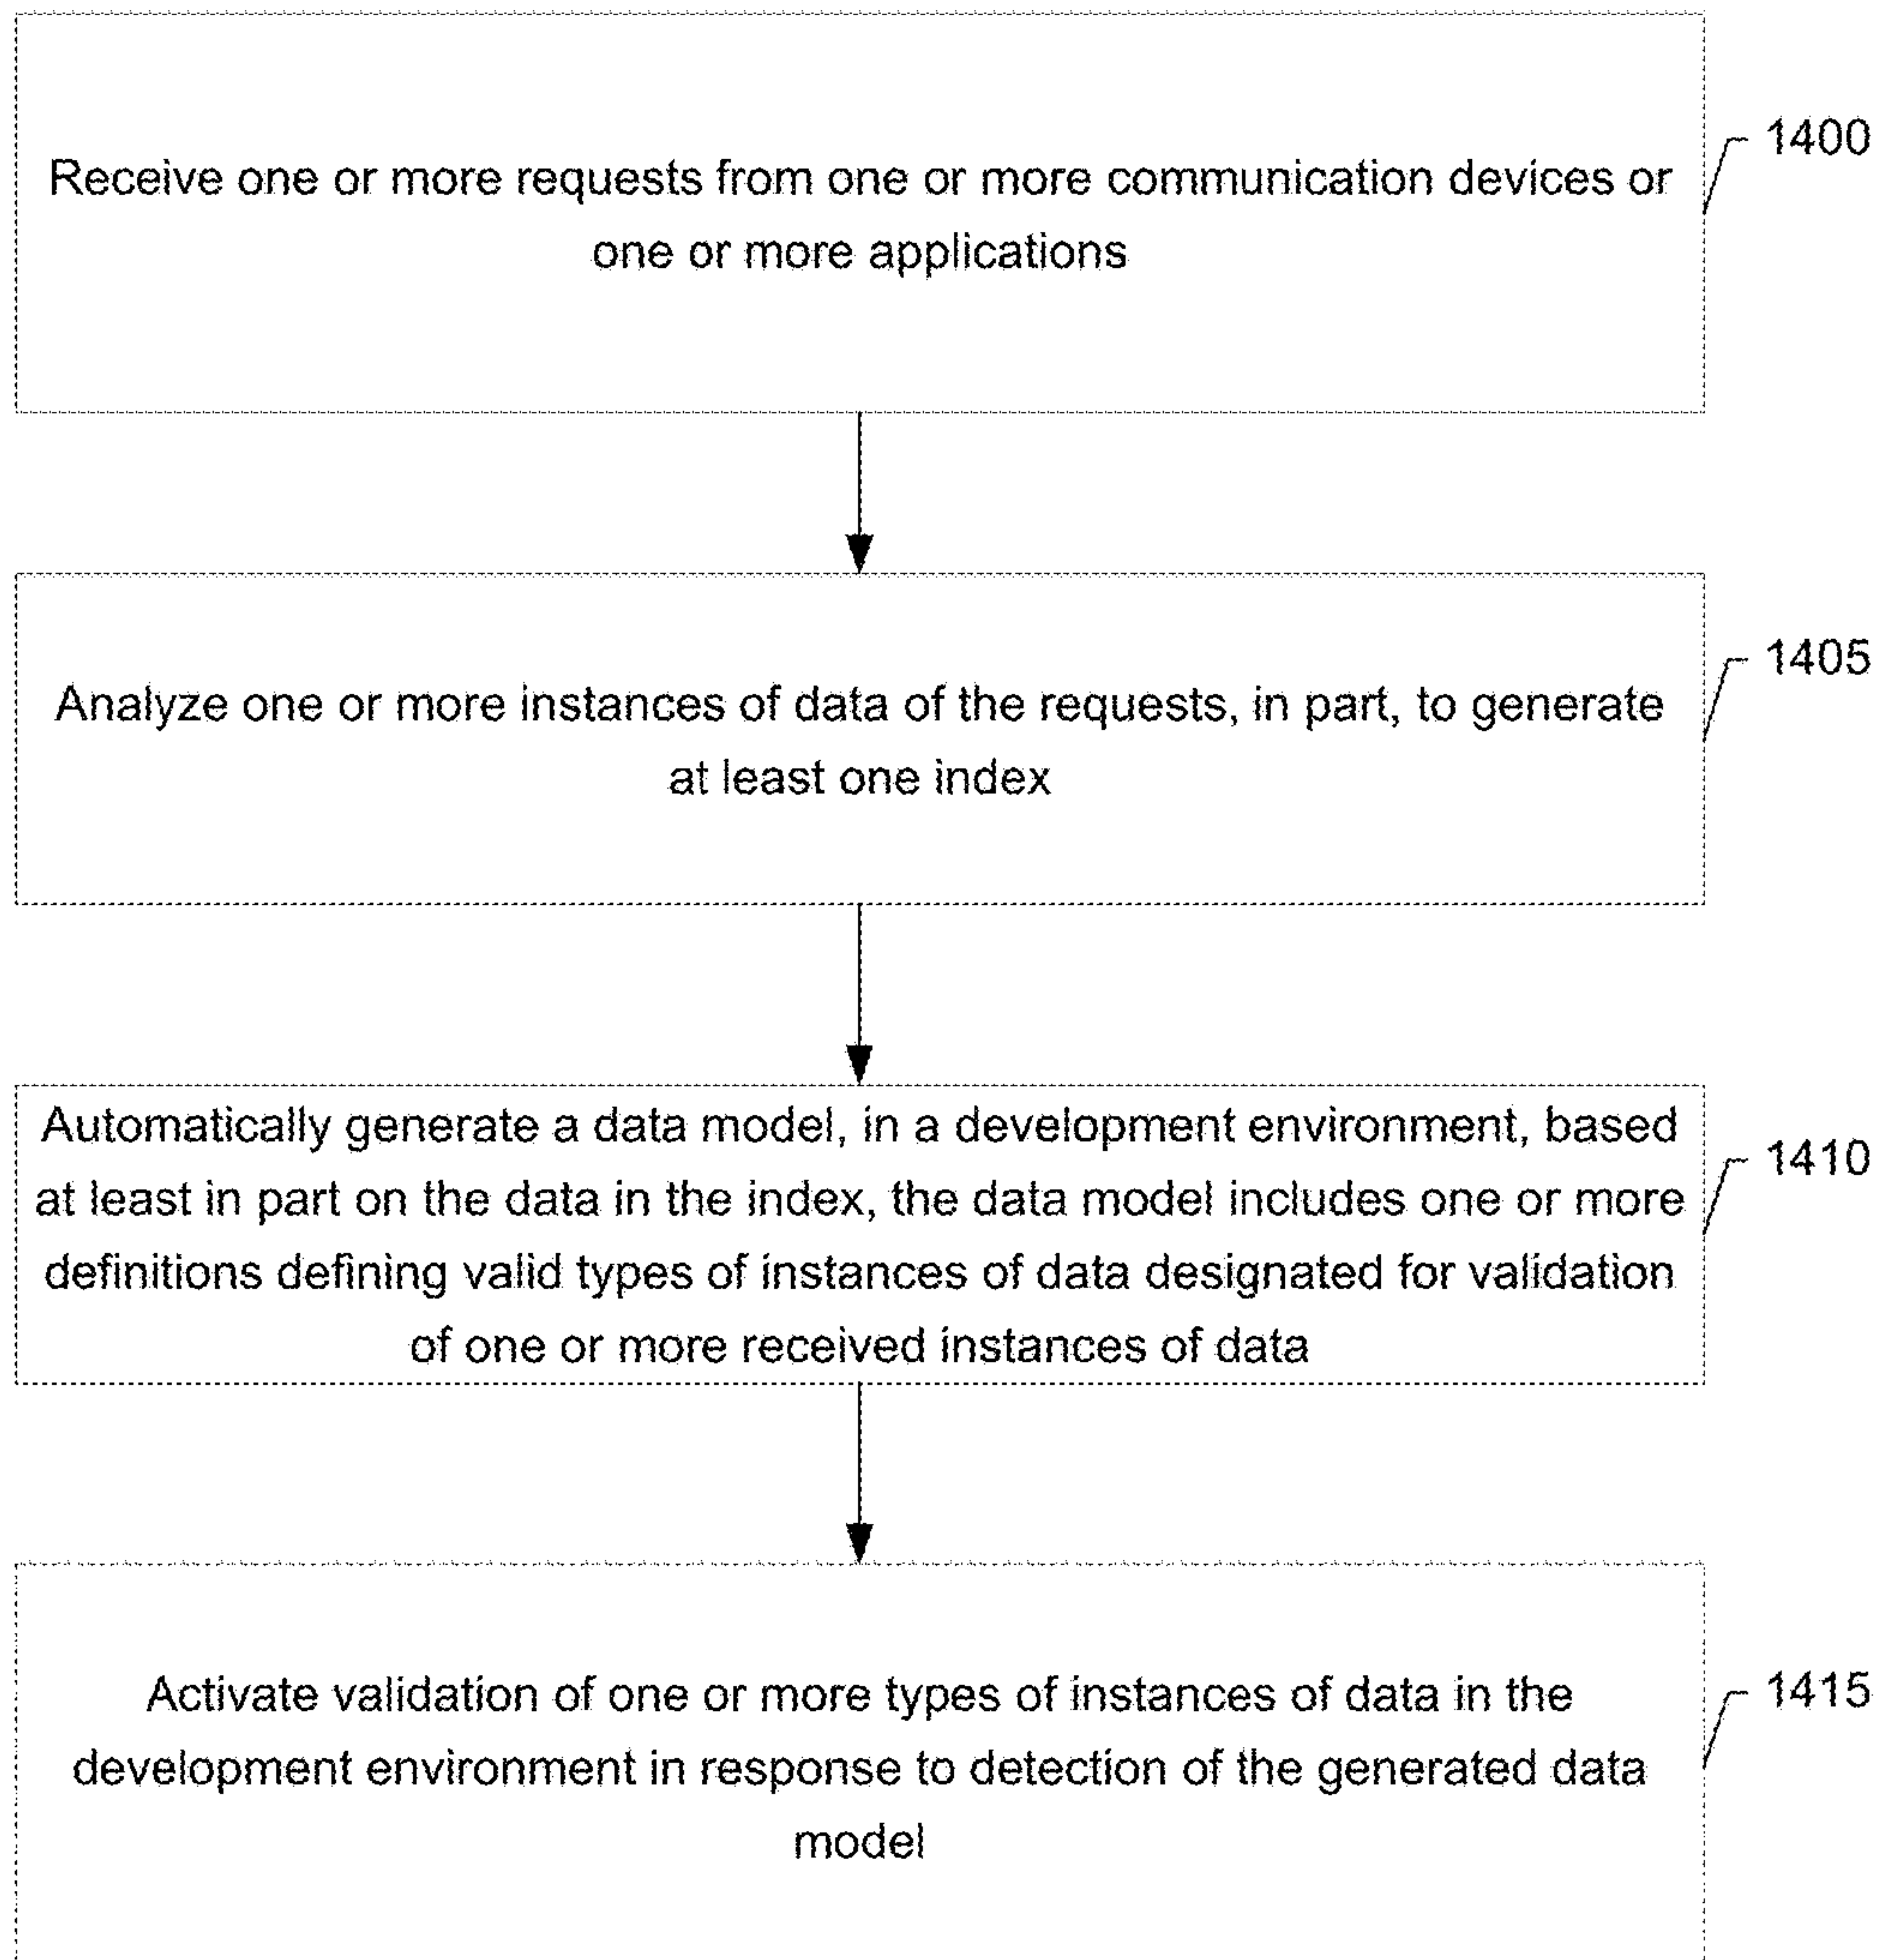 Receive one or more requests from one or more communication devices or
one or more applications
1400
Analyze one or more instances of data of the requests, in part, to generate
at least one index
1405
Automatically generate a data model, in a development environment, based
at least in part on the data in the index, the data model includes one or more
definitions defining valid types of instances of data designated for validation
of one or more received instances of data
1410
Activate validation of one or more types of instances of data in the
development environment in response to detection of the generated data
model
1415